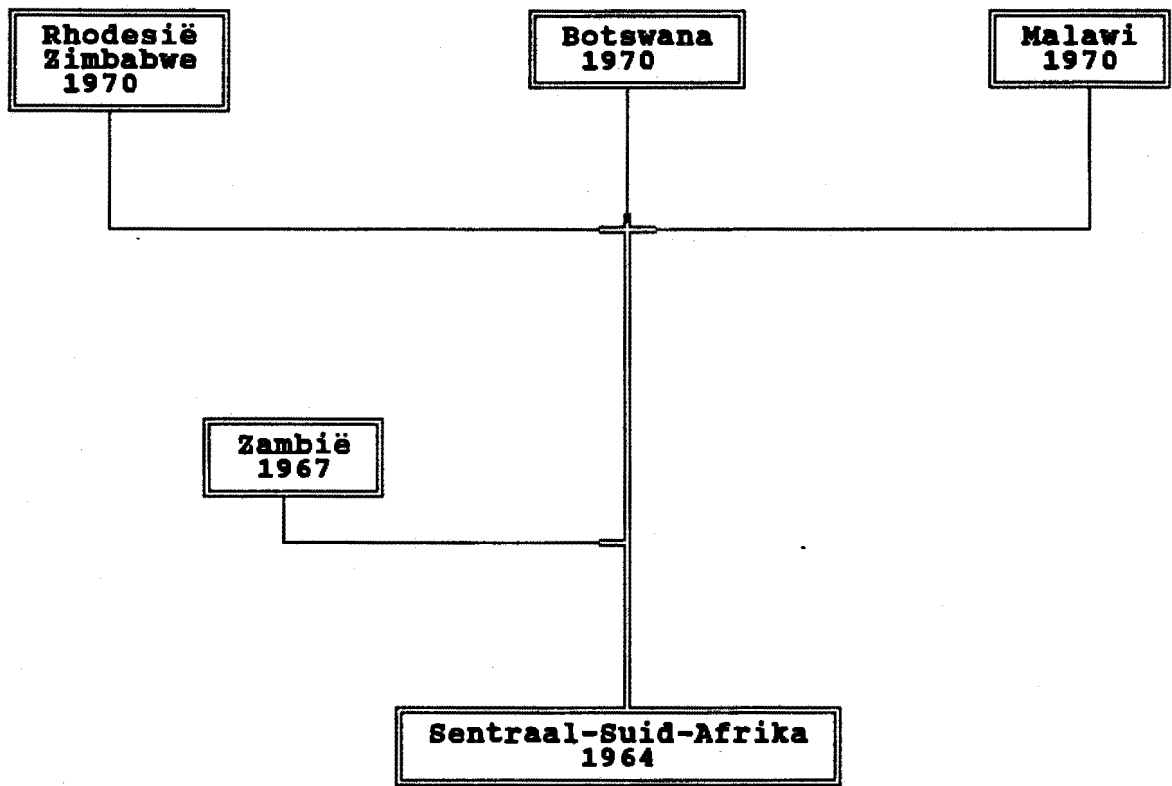 Rhodesië
Zimbabwe
1970
Botswana
1970
Malawi
1970
Zambië
1967
Sentraal-Suid-Afrika
1964